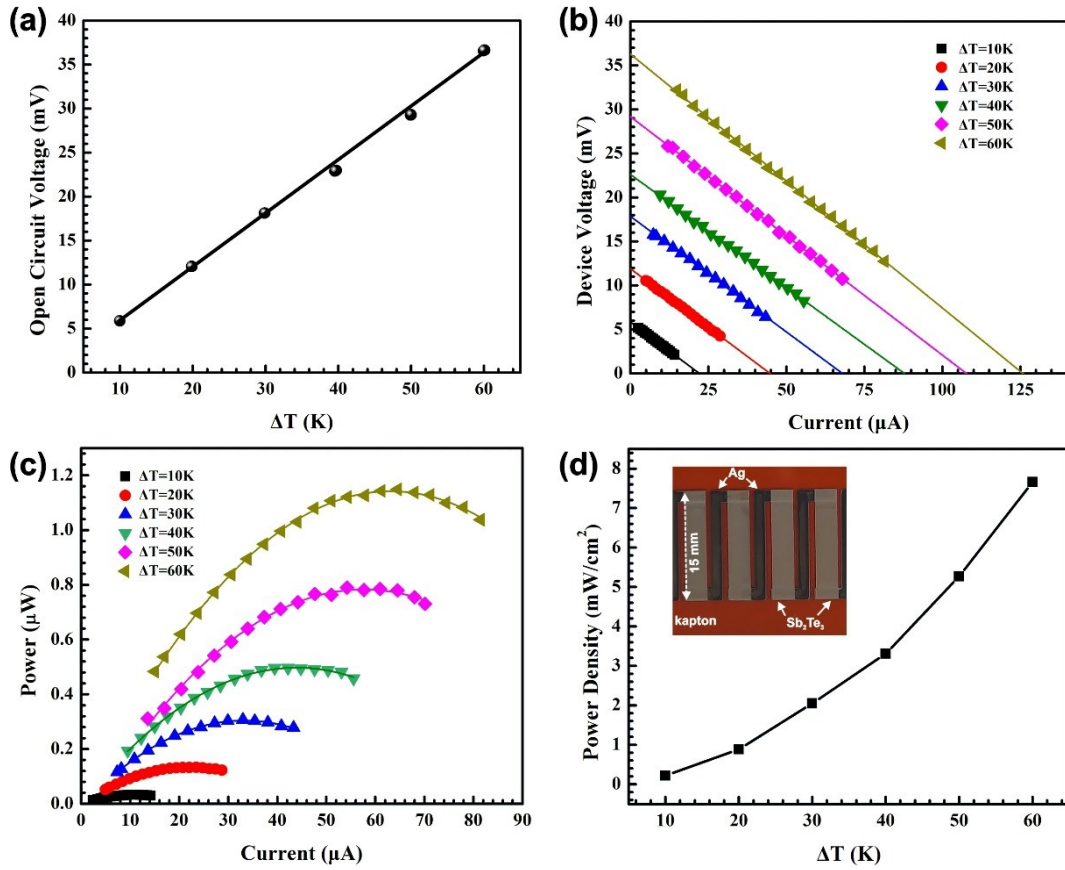 (a)
40
35
30
25
20
15
10
5
0
Open Circuit Voltage (mV)
10 20 30 40 50 60
ΔT (K)
(b)
40
35
30
25
20
15
10
5
0
Device Voltage (mV)
ΔT=10K
ΔT=20K
ΔT=30K
ΔT=40K
ΔT=50K
ΔT=60K
0 25 50 75 100 125
Current (μA)
(c)
1.2
1.0
0.8
0.6
0.4
0.2
0.0
Power (μW)
ΔT=10K
ΔT=20K
ΔT=30K
ΔT=40K
ΔT=50K
ΔT=60K
0 10 20 30 40 50 60 70 80 90
Current (μA)
(d)
8
7
6
5
4
3
2
1
0
Power Density (mW/cm²)
Ag
15 mm
kapton
Sb₂Te₃
10 20 30 40 50 60
ΔT (K)